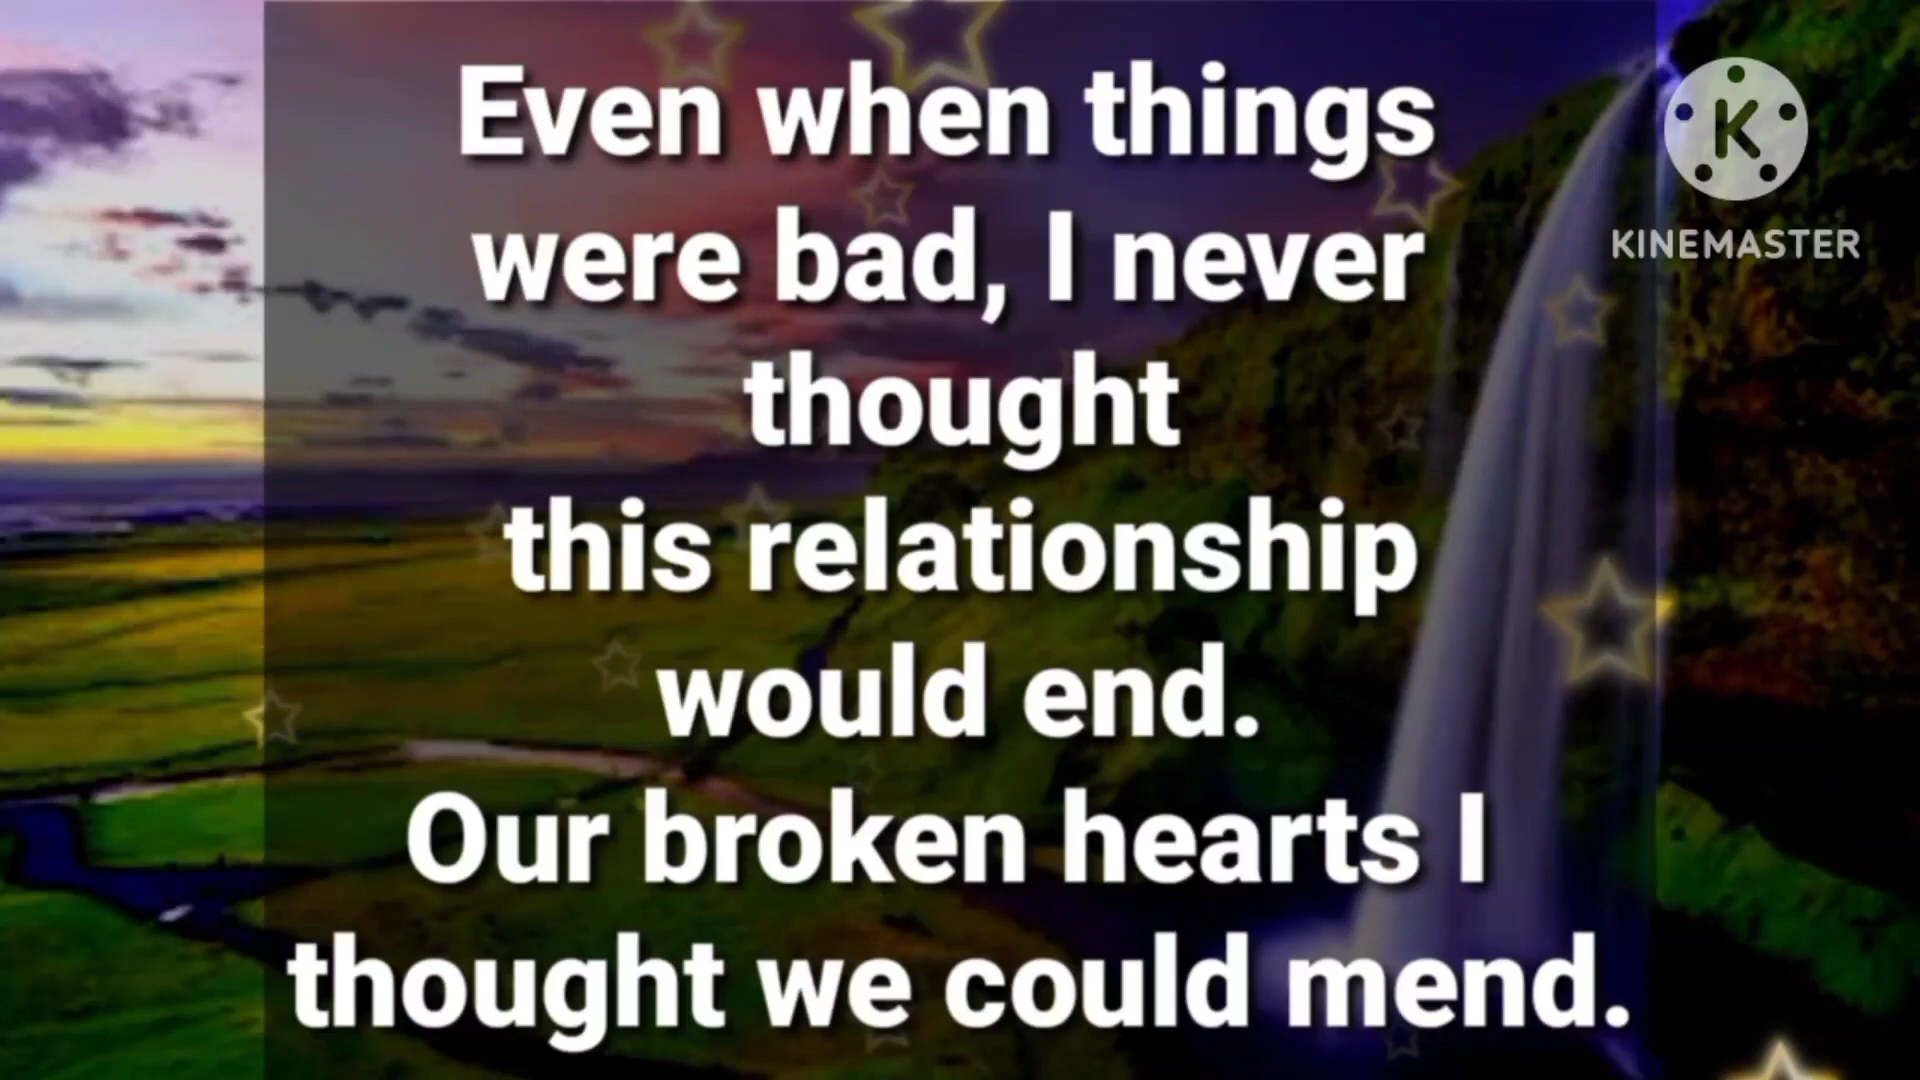 Even when things
were bad, I never
thought
this relationship
would end.
Our broken hearts I
thought we could mend.
K
KINEMASTER